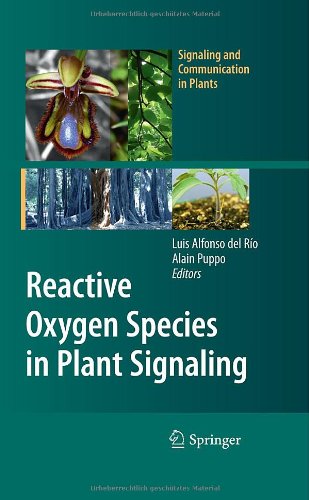 Urheberrechtlich geschütztes Material
Signaling and
Communication
in Plants
Luis Alfonso del Río
Alain Puppo
Editors
Reactive
Oxygen Species
in Plant Signaling
Springer
Urheberrechtlich geschütztes Material